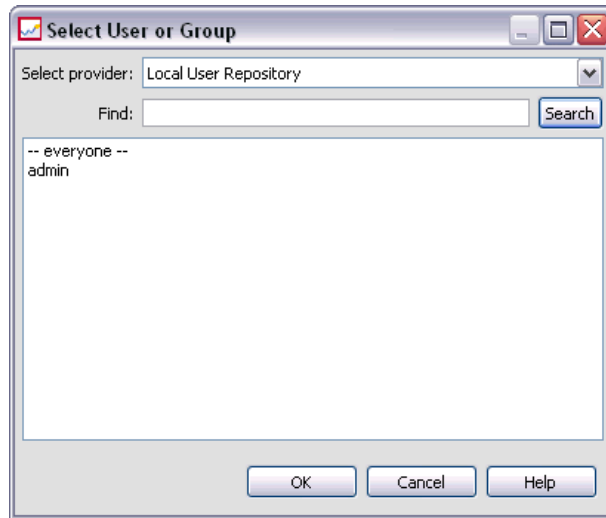 Select User or Group
Select provider: Local User Repository
Find: Search
-- everyone --
admin
OK Cancel Help